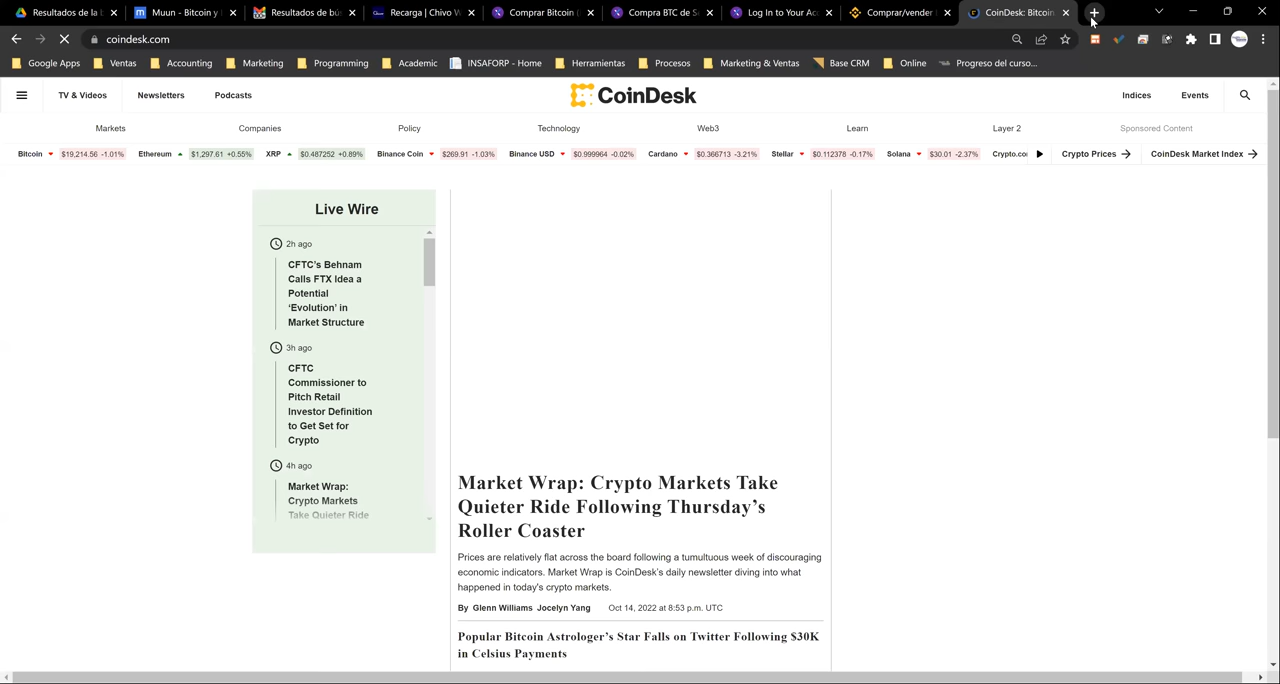 Resultados de la b
Muun - Bitcoin y l
Resultados de bús
Recarga | Chivo W
Comprar Bitcoin (
Compra BTC de S
Log In to Your Acc
Comprar/vender
CoinDesk: Bitcoin
coindesk.com
Google Apps
Ventas
Accounting
Marketing
Programming
Academic
INSAFORP - Home
Herramientas
Procesos
Marketing & Ventas
Base CRM
Online
Progreso del curso...
TV & Videos
Newsletters
Podcasts
CoinDesk
Indices
Events
Markets
Companies
Policy
Technology
Web3
Learn
Layer 2
Sponsored Content
Bitcoin $19,214.56 -1.01%
Ethereum $1,297.61 +0.55%
XRP $0.487252 +0.89%
Binance Coin $269.91 -1.03%
Binance USD $0.999964 -0.02%
Cardano $0.366713 -3.21%
Stellar $0.112378 -0.17%
Solana $30.01 -2.37%
Crypto.co
Crypto Prices
CoinDesk Market Index
Live Wire
2h ago
CFTC's Behnam
Calls FTX Idea a
Potential
‘Evolution’ in
Market Structure
3h ago
CFTC
Commissioner to
Pitch Retail
Investor Definition
to Get Set for
Crypto
4h ago
Market Wrap:
Crypto Markets
Take Quieter Ride
Market Wrap: Crypto Markets Take
Quieter Ride Following Thursday’s
Roller Coaster
Prices are relatively flat across the board following a tumultuous week of discouraging
economic indicators. Market Wrap is CoinDesk's daily newsletter diving into what
happened in today's crypto markets.
By Glenn Williams Jocelyn Yang Oct 14, 2022 at 8:53 p.m. UTC
Popular Bitcoin Astrologer’s Star Falls on Twitter Following $30K
in Celsius Payments